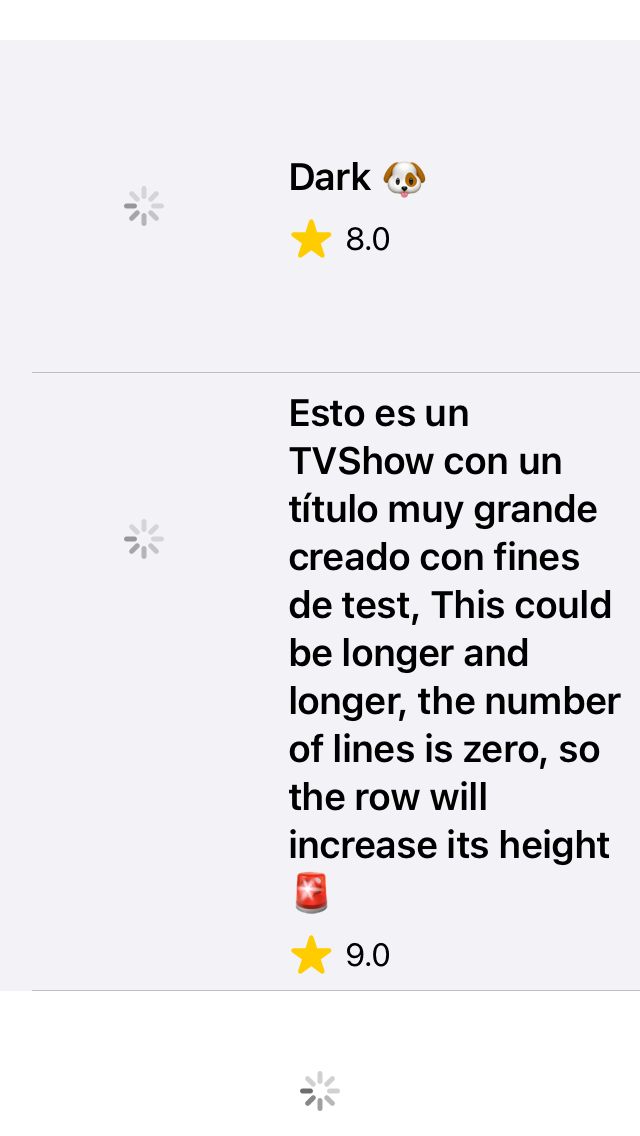 Dark 🐶
⭐ 8.0
Esto es un
TVShow con un
título muy grande
creado con fines
de test, This could
be longer and
longer, the number
of lines is zero, so
the row will
increase its height
🚨
⭐ 9.0